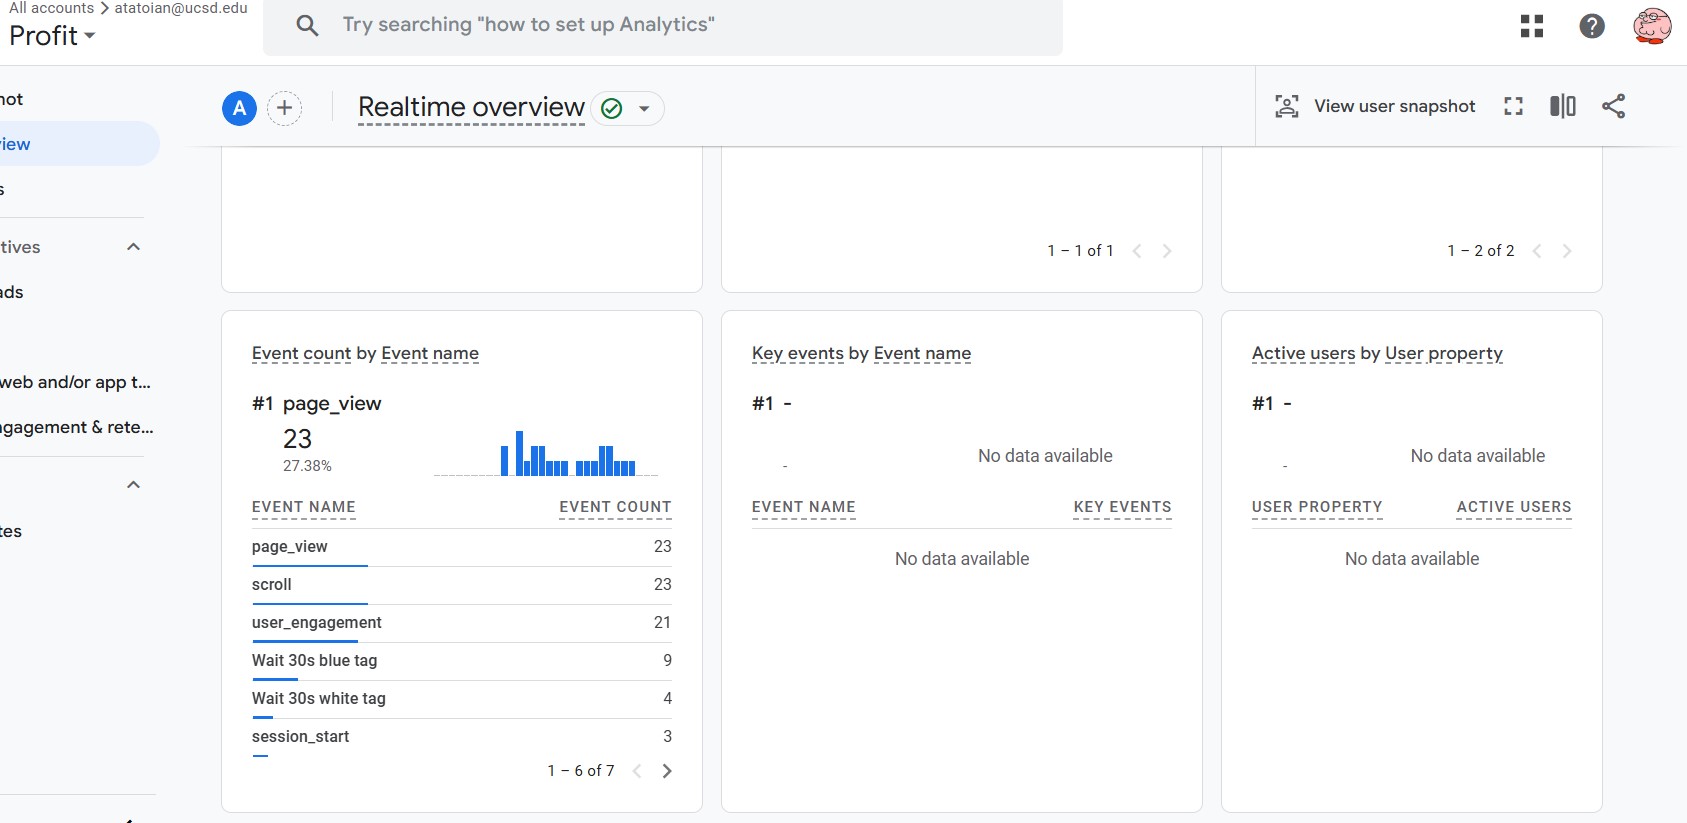 All accounts > atatoian@ucsd.edu
Profit
Try searching "how to set up Analytics"
?
hot
iew
s
tives
ads
web and/or app t...
ngagement & rete...
tes
A
+
Realtime overview
View user snapshot
1 – 1 of 1
1 – 2 of 2
Event count by Event name
#1 page_view
23
27.38%
EVENT NAME EVENT COUNT
page_view 23
scroll 23
user_engagement 21
Wait 30s blue tag 9
Wait 30s white tag 4
session_start 3
1 – 6 of 7
Key events by Event name
#1 -
-
No data available
EVENT NAME KEY EVENTS
No data available
Active users by User property
#1 -
-
No data available
USER PROPERTY ACTIVE USERS
No data available